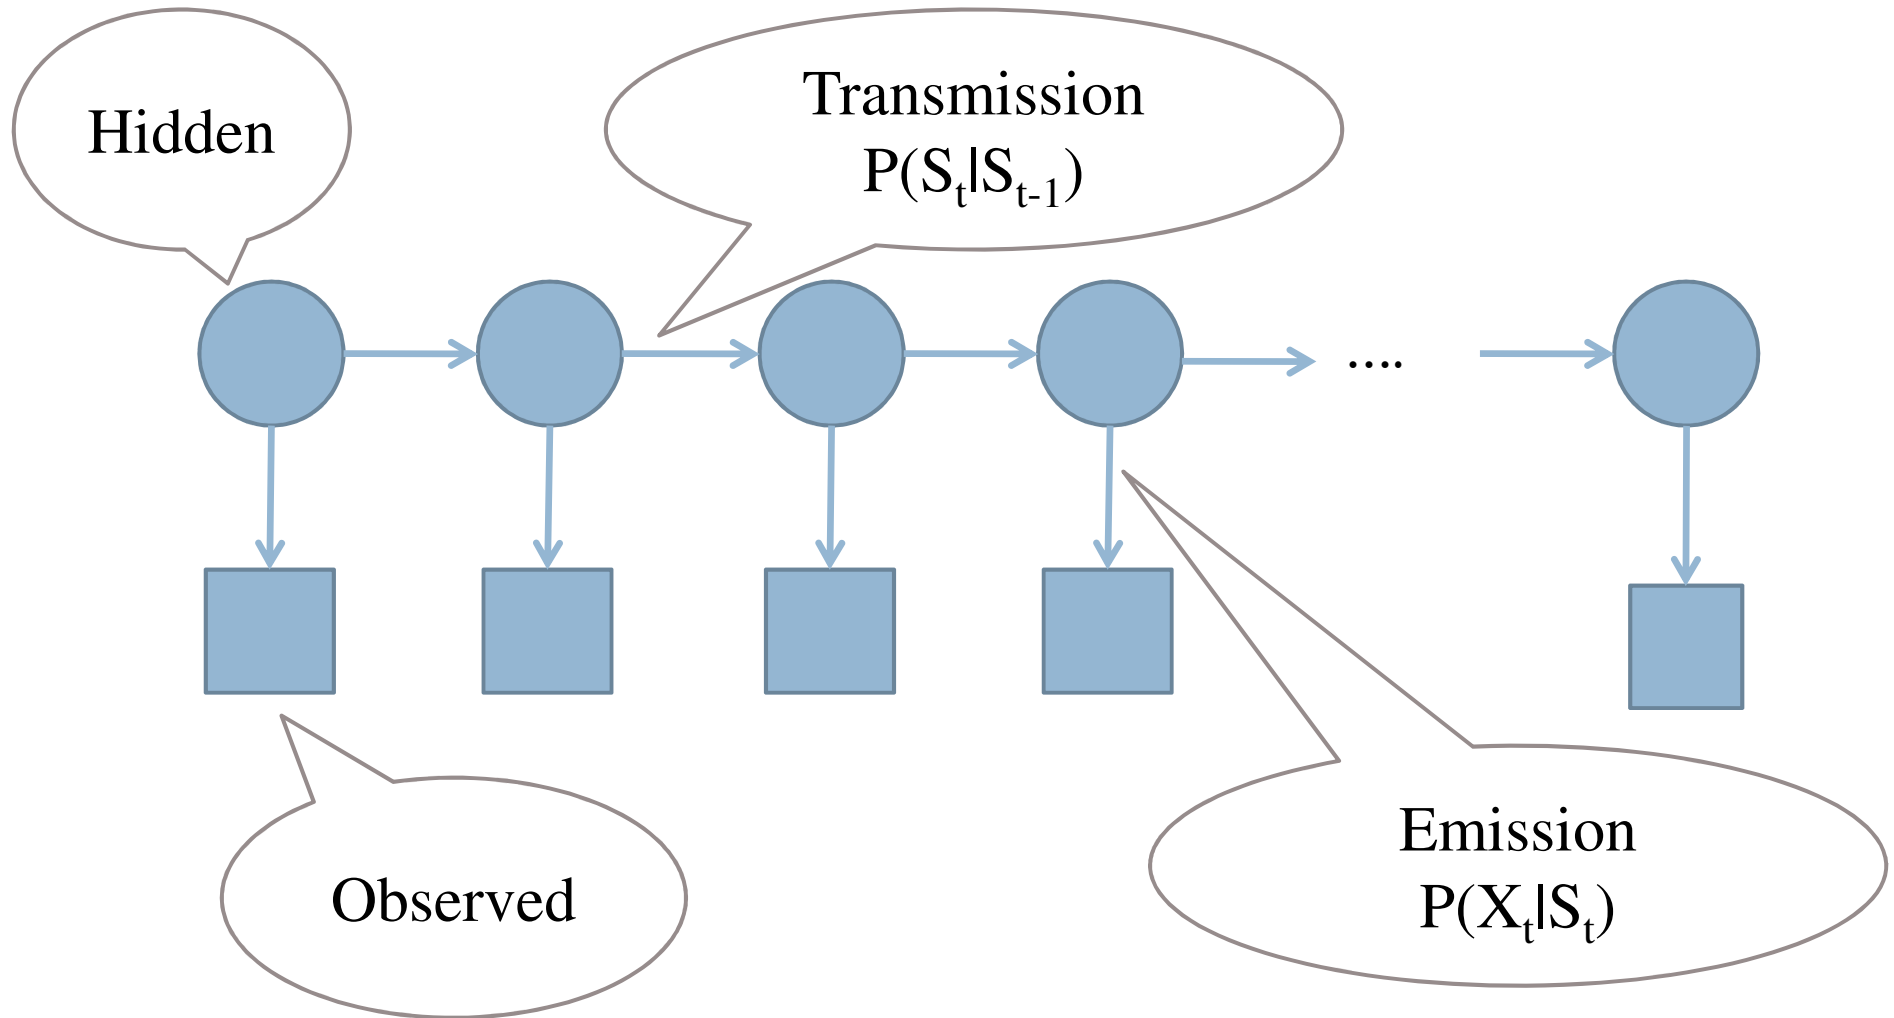 Hidden
Transmission
P(Sₜ|Sₜ₋₁)
....
Observed
Emission
P(Xₜ|Sₜ)